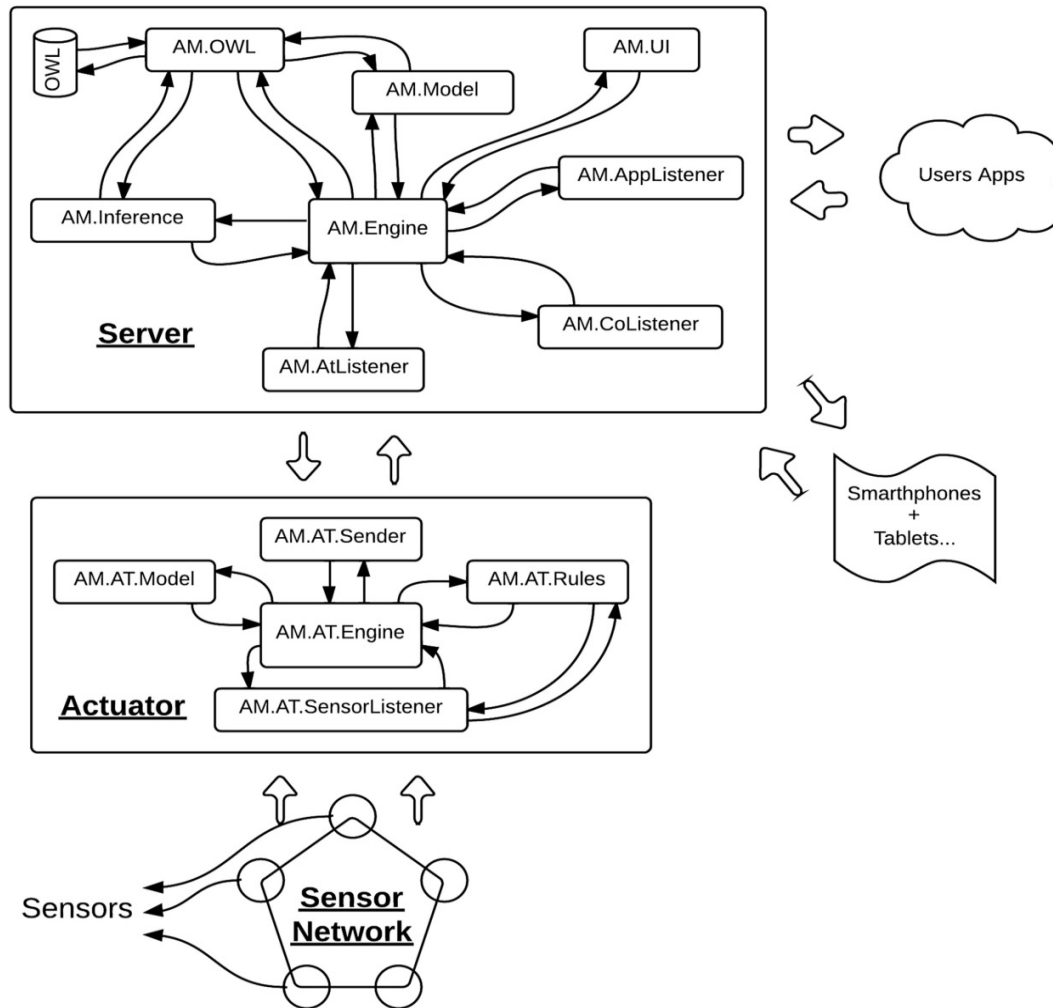 OWL
AM.OWL
AM.UI
AM.Model
AM.AppListener
Users Apps
AM.Inference
AM.Engine
AM.CoListener
Server
AM.AtListener
Smarthphones
+
Tablets...
AM.AT.Sender
AM.AT.Model
AM.AT.Rules
AM.AT.Engine
Actuator
AM.AT.SensorListener
Sensors
Sensor
Network